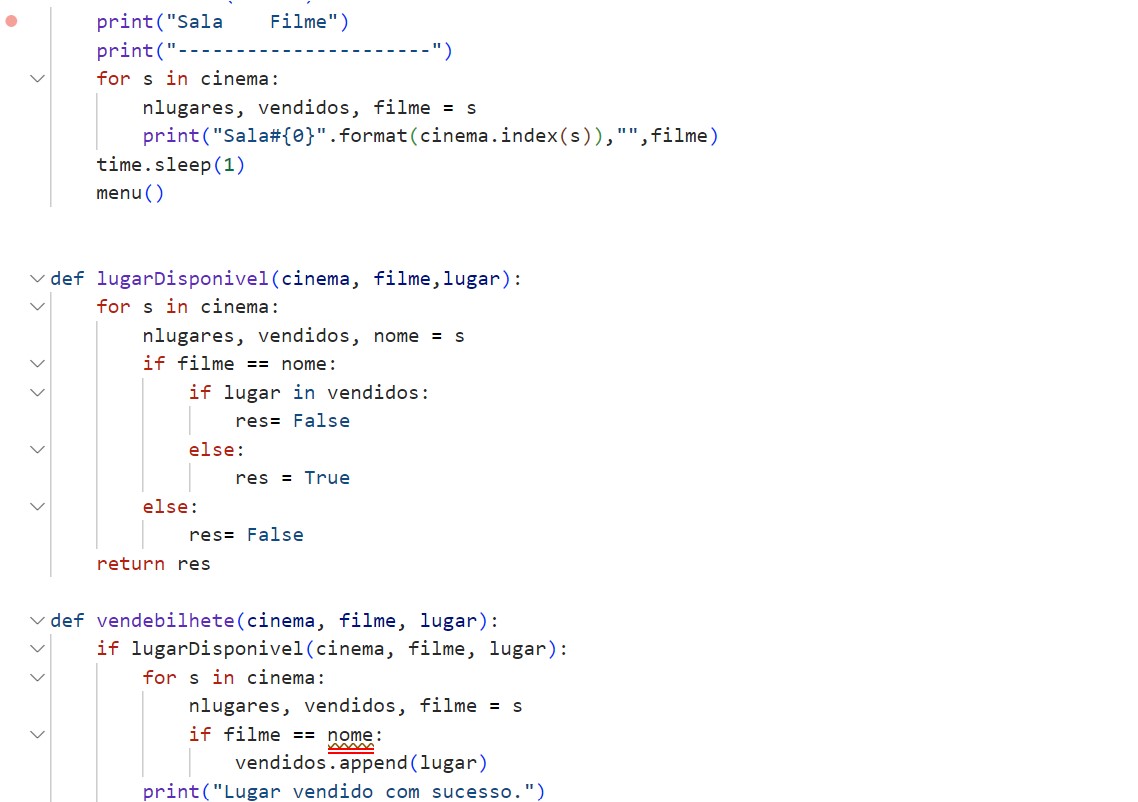 print("Sala    Filme")
print("----------------------")
for s in cinema:
    nlugares, vendidos, filme = s
    print("Sala#{0}".format(cinema.index(s)),"",filme)
time.sleep(1)
menu()
def lugarDisponivel(cinema, filme,lugar):
    for s in cinema:
        nlugares, vendidos, nome = s
        if filme == nome:
            if lugar in vendidos:
                res= False
            else:
                res = True
        else:
            res= False
    return res
def vendebilhete(cinema, filme, lugar):
    if lugarDisponivel(cinema, filme, lugar):
        for s in cinema:
            nlugares, vendidos, filme = s
            if filme == nome:
                vendidos.append(lugar)
        print("Lugar vendido com sucesso.")